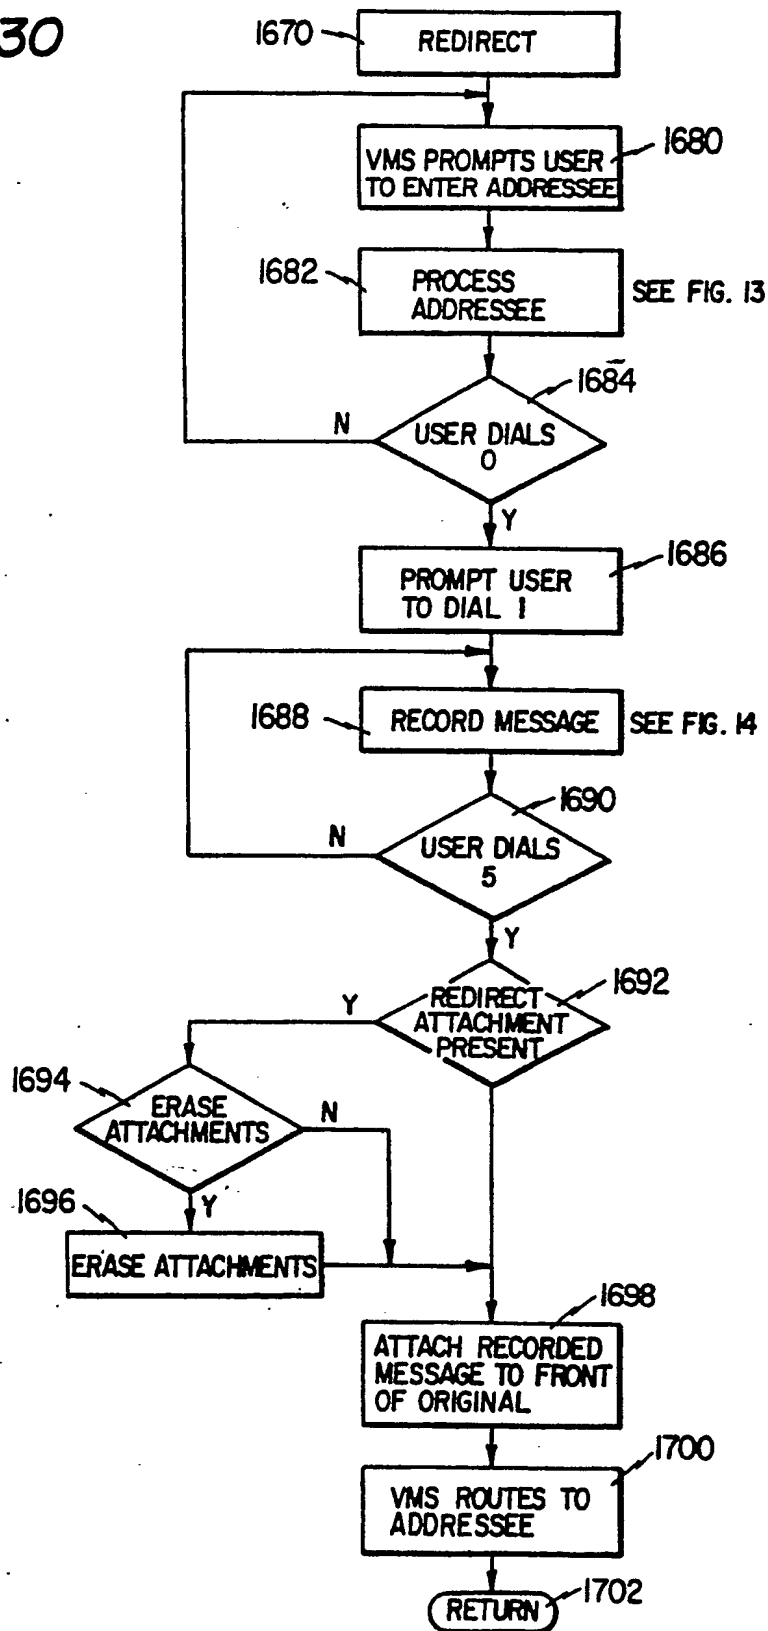 30
1670
REDIRECT
1680
VMS PROMPTS USER
TO ENTER ADDRESSEE
1682
PROCESS
ADDRESSEE
SEE FIG. 13
1684
N
USER DIALS
0
Y
1686
PROMPT USER
TO DIAL 1
1688
RECORD MESSAGE
SEE FIG. 14
1690
N
USER DIALS
5
Y
1692
Y
REDIRECT
ATTACHMENT
PRESENT
1694
ERASE
ATTACHMENTS
N
1696
Y
ERASE ATTACHMENTS
1698
ATTACH RECORDED
MESSAGE TO FRONT
OF ORIGINAL
1700
VMS ROUTES TO
ADDRESSEE
1702
RETURN